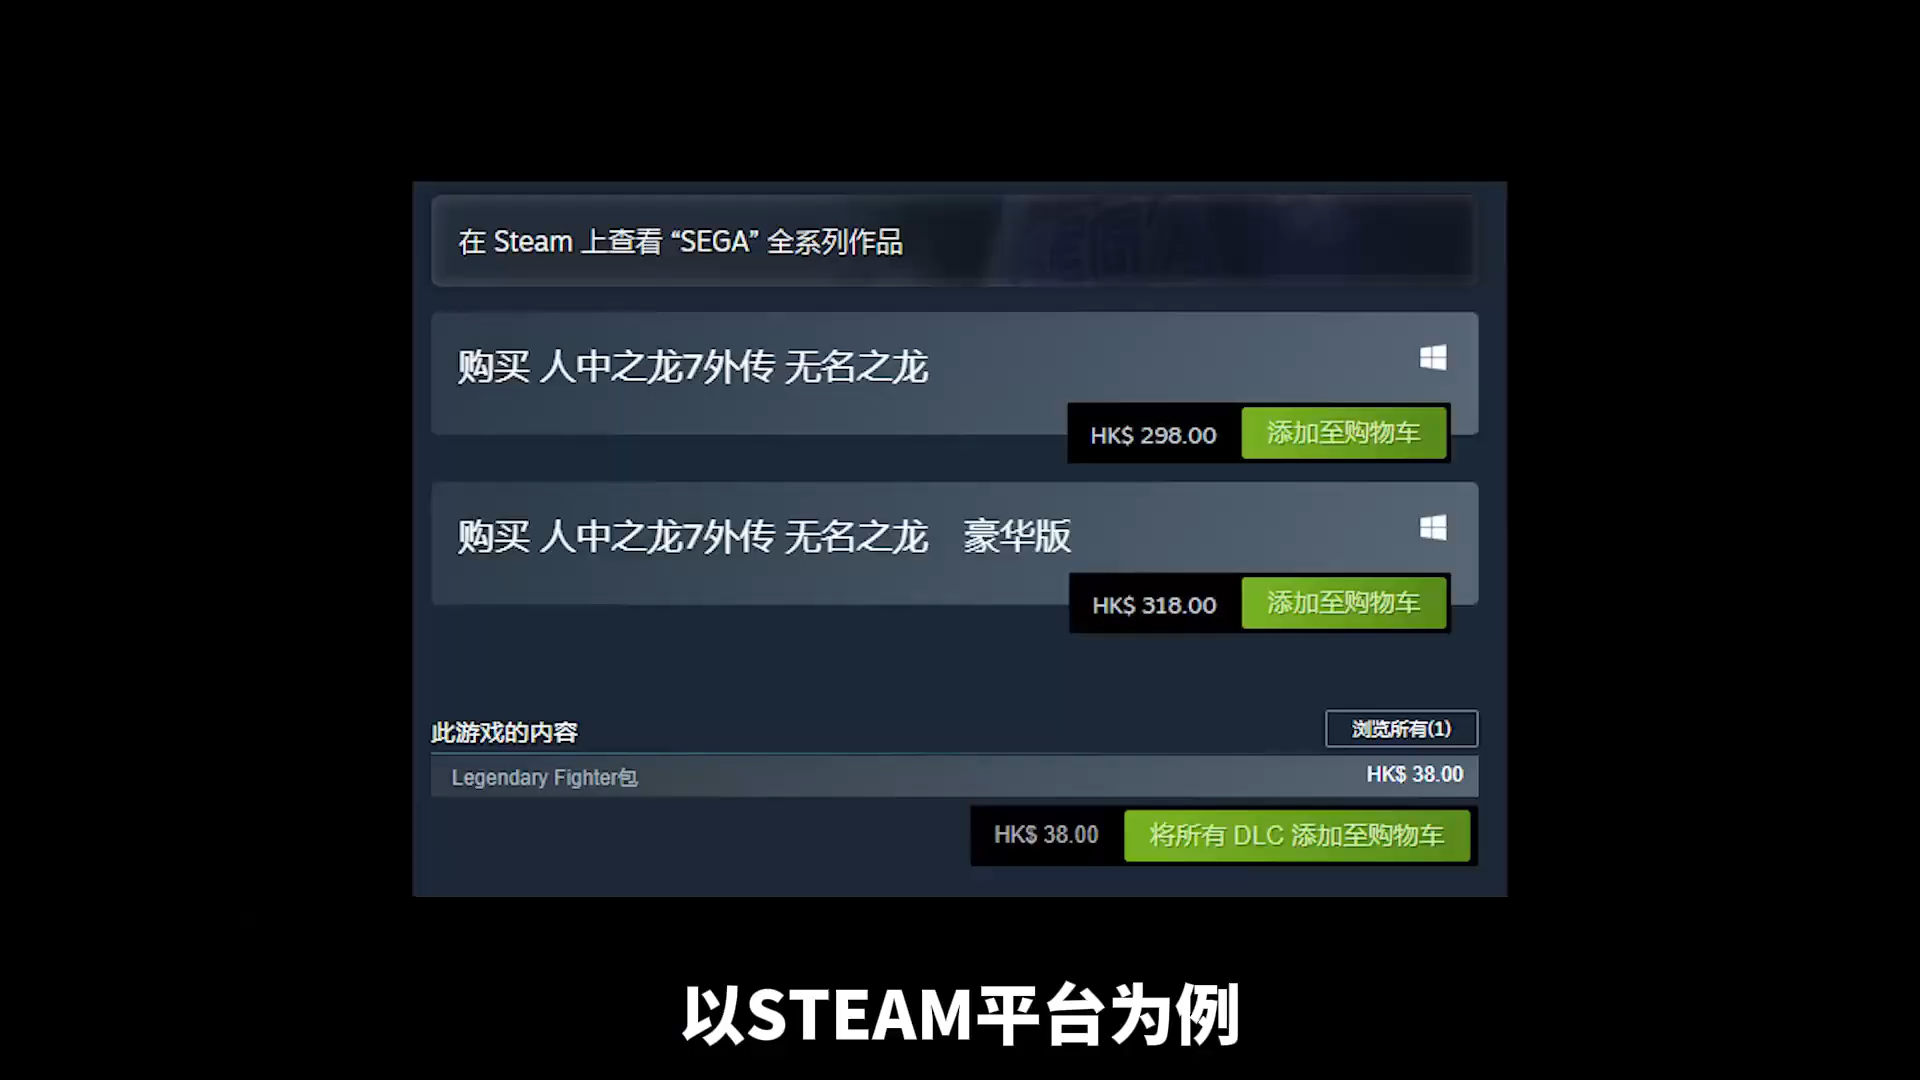 在 Steam 上查看 “SEGA” 全系列作品
购买 人中之龙7外传 无名之龙
HK$ 298.00 添加至购物车
购买 人中之龙7外传 无名之龙　豪华版
HK$ 318.00 添加至购物车
此游戏的内容 浏览所有(1)
Legendary Fighter包 HK$ 38.00
HK$ 38.00 将所有 DLC 添加至购物车
以STEAM平台为例